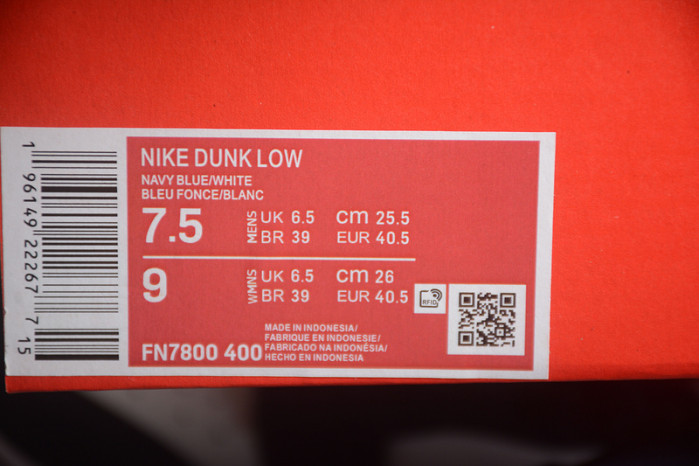 1 96149 22267 7 15
NIKE DUNK LOW
NAVY BLUE/WHITE
BLEU FONCE/BLANC
7.5 MENS UK 6.5 cm 25.5
BR 39 EUR 40.5
9 WMNS UK 6.5 cm 26
BR 39 EUR 40.5
RFID
FN7800 400
MADE IN INDONESIA/
FABRIQUE EN INDONESIE/
FABRICADO NA INDONÉSIA/
HECHO EN INDONESIA